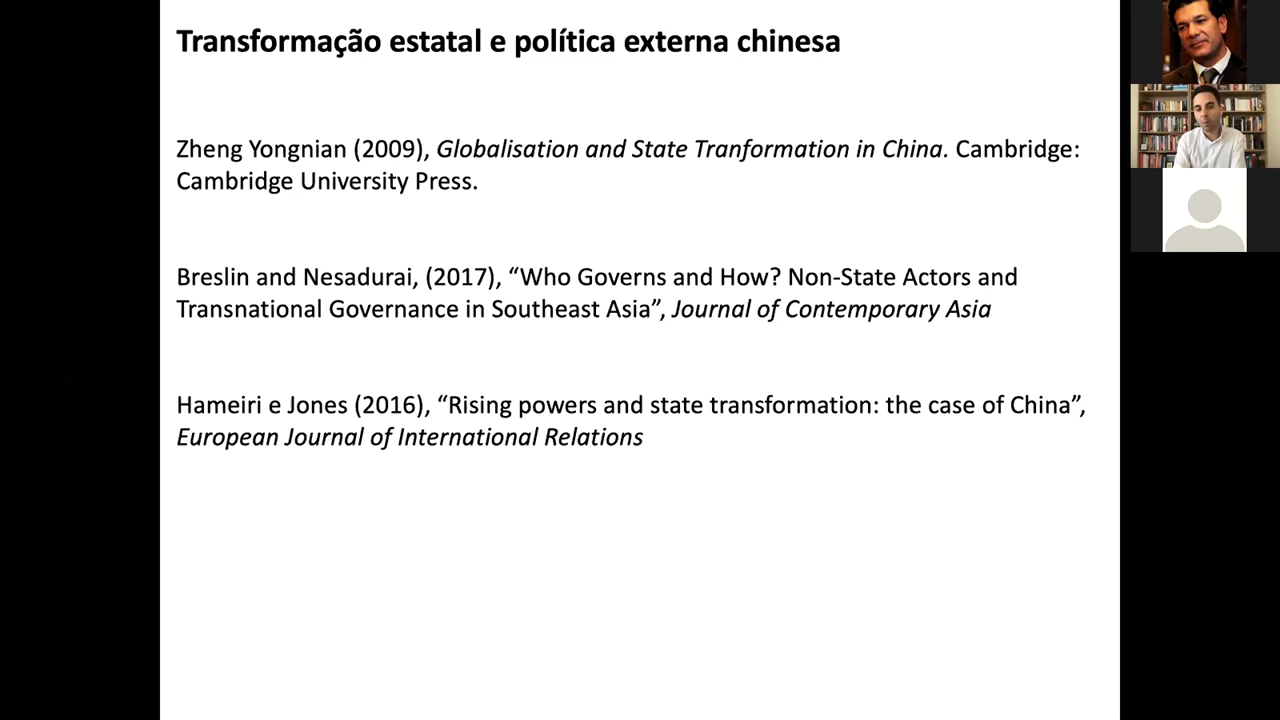 Transformação estatal e política externa chinesa
Zheng Yongnian (2009), Globalisation and State Tranformation in China. Cambridge:
Cambridge University Press.
Breslin and Nesadurai, (2017), “Who Governs and How? Non-State Actors and
Transnational Governance in Southeast Asia”, Journal of Contemporary Asia
Hameiri e Jones (2016), “Rising powers and state transformation: the case of China”,
European Journal of International Relations